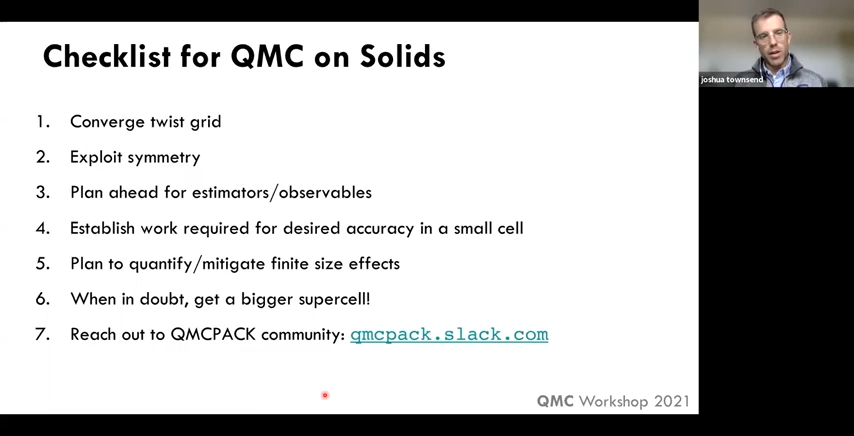 Checklist for QMC on Solids
joshua townsend
1. Converge twist grid
2. Exploit symmetry
3. Plan ahead for estimators/observables
4. Establish work required for desired accuracy in a small cell
5. Plan to quantify/mitigate finite size effects
6. When in doubt, get a bigger supercell!
7. Reach out to QMCPACK community: qmcpack.slack.com
QMC Workshop 2021